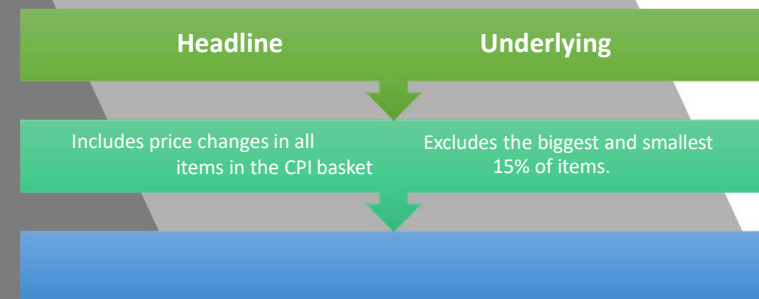 Headline Underlying
Includes price changes in all
items in the CPI basket
Excludes the biggest and smallest
15% of items.